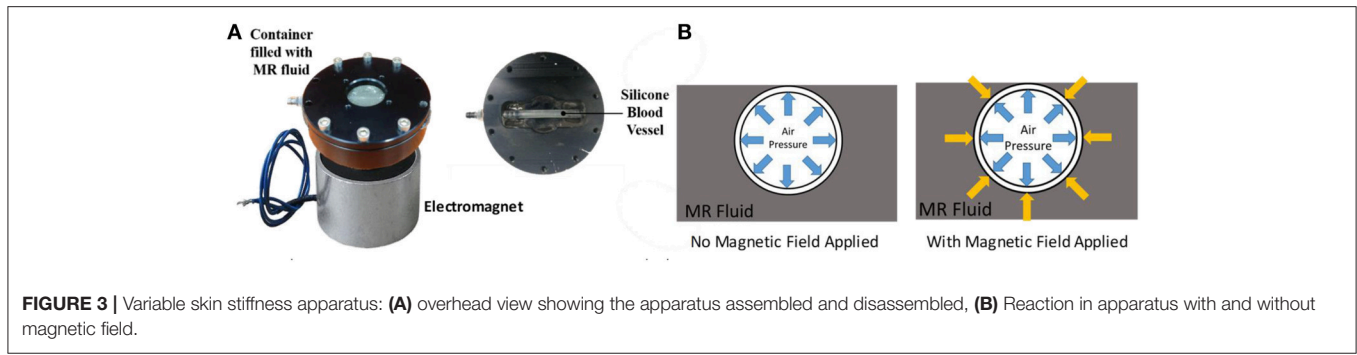 A
Container
filled with
MR fluid
Silicone
Blood
Vessel
Electromagnet
B
Air
Pressure
MR Fluid
No Magnetic Field Applied
Air
Pressure
MR Fluid
With Magnetic Field Applied
FIGURE 3 | Variable skin stiffness apparatus: (A) overhead view showing the apparatus assembled and disassembled, (B) Reaction in apparatus with and without
magnetic field.